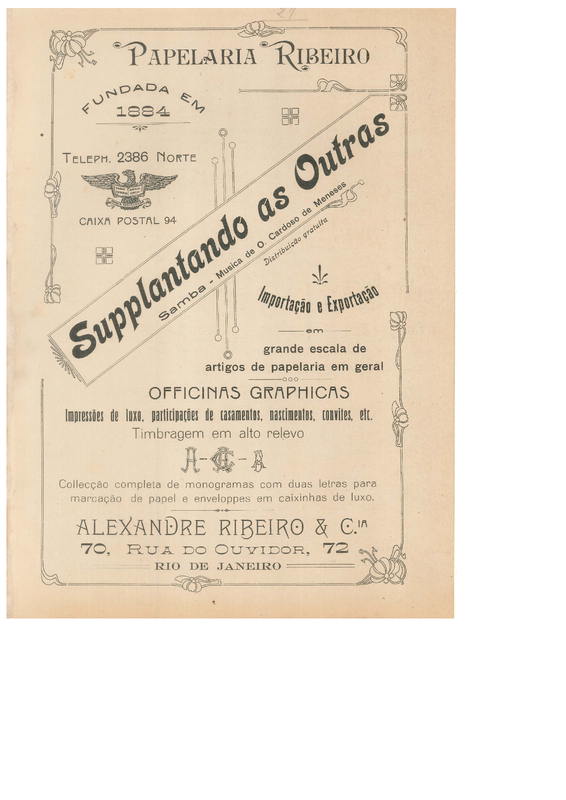 27
PAPELARIA RIBEIRO
FUNDADA EM
1884
TELEPH. 2386 NORTE
CAIXA POSTAL 94
Supplantando as Outras
Samba - Musica de O. Cardoso de Meneses
Distribuição gratuita
Importação e Exportação
em
grande escala de
artigos de papelaria em geral
OFFICINAS GRAPHICAS
Impressões de luxo, participações de casamentos, nascimentos, convites, etc.
Timbragem em alto relevo
Collecção completa de monogramas com duas letras para
marcação de papel e enveloppes em caixinhas de luxo.
ALEXANDRE RIBEIRO & C.IA
70, RUA DO OUVIDOR, 72
RIO DE JANEIRO